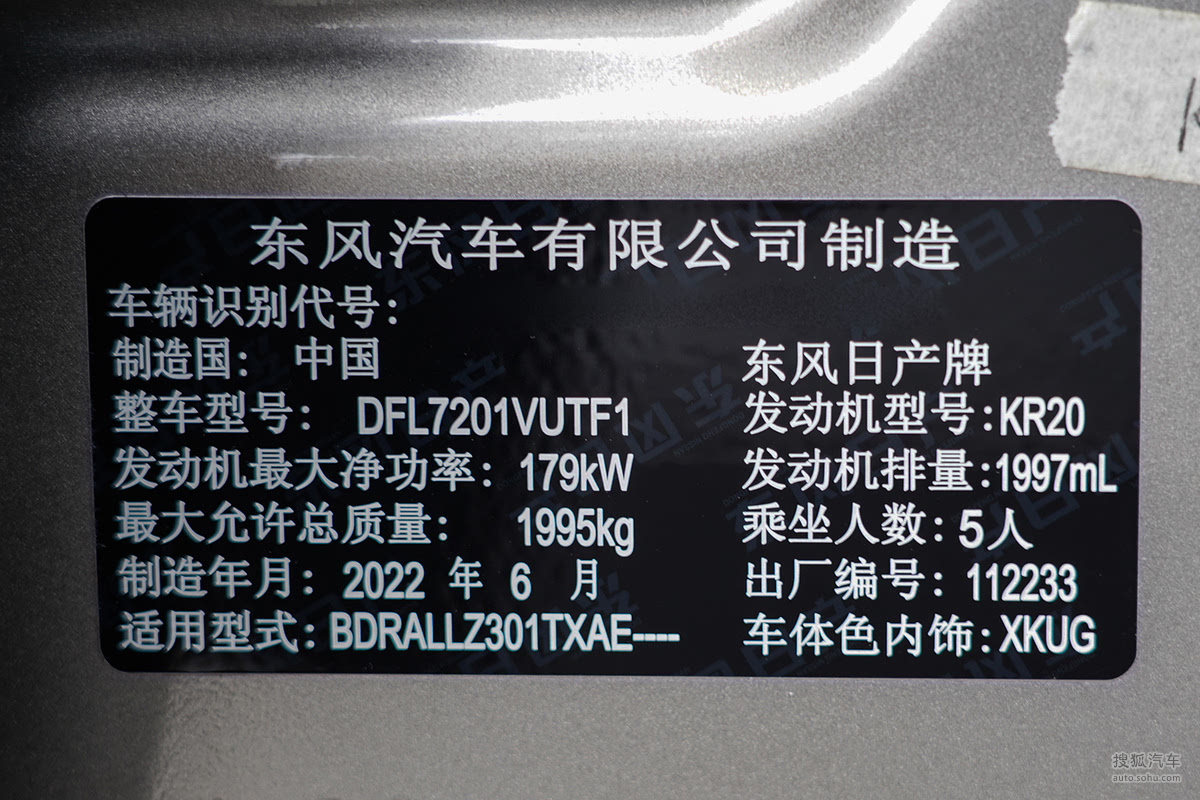 东风汽车有限公司制造
车辆识别代号:
制造国: 中国 东风日产牌
整车型号: DFL7201VUTF1 发动机型号:KR20
发动机最大净功率: 179kW 发动机排量:1997mL
最大允许总质量: 1995kg 乘坐人数: 5人
制造年月: 2022 年 6 月 出厂编号: 112233
适用型式: BDRALLZ301TXAE---- 车体色内饰:XKUG
搜狐汽车
auto.sohu.com